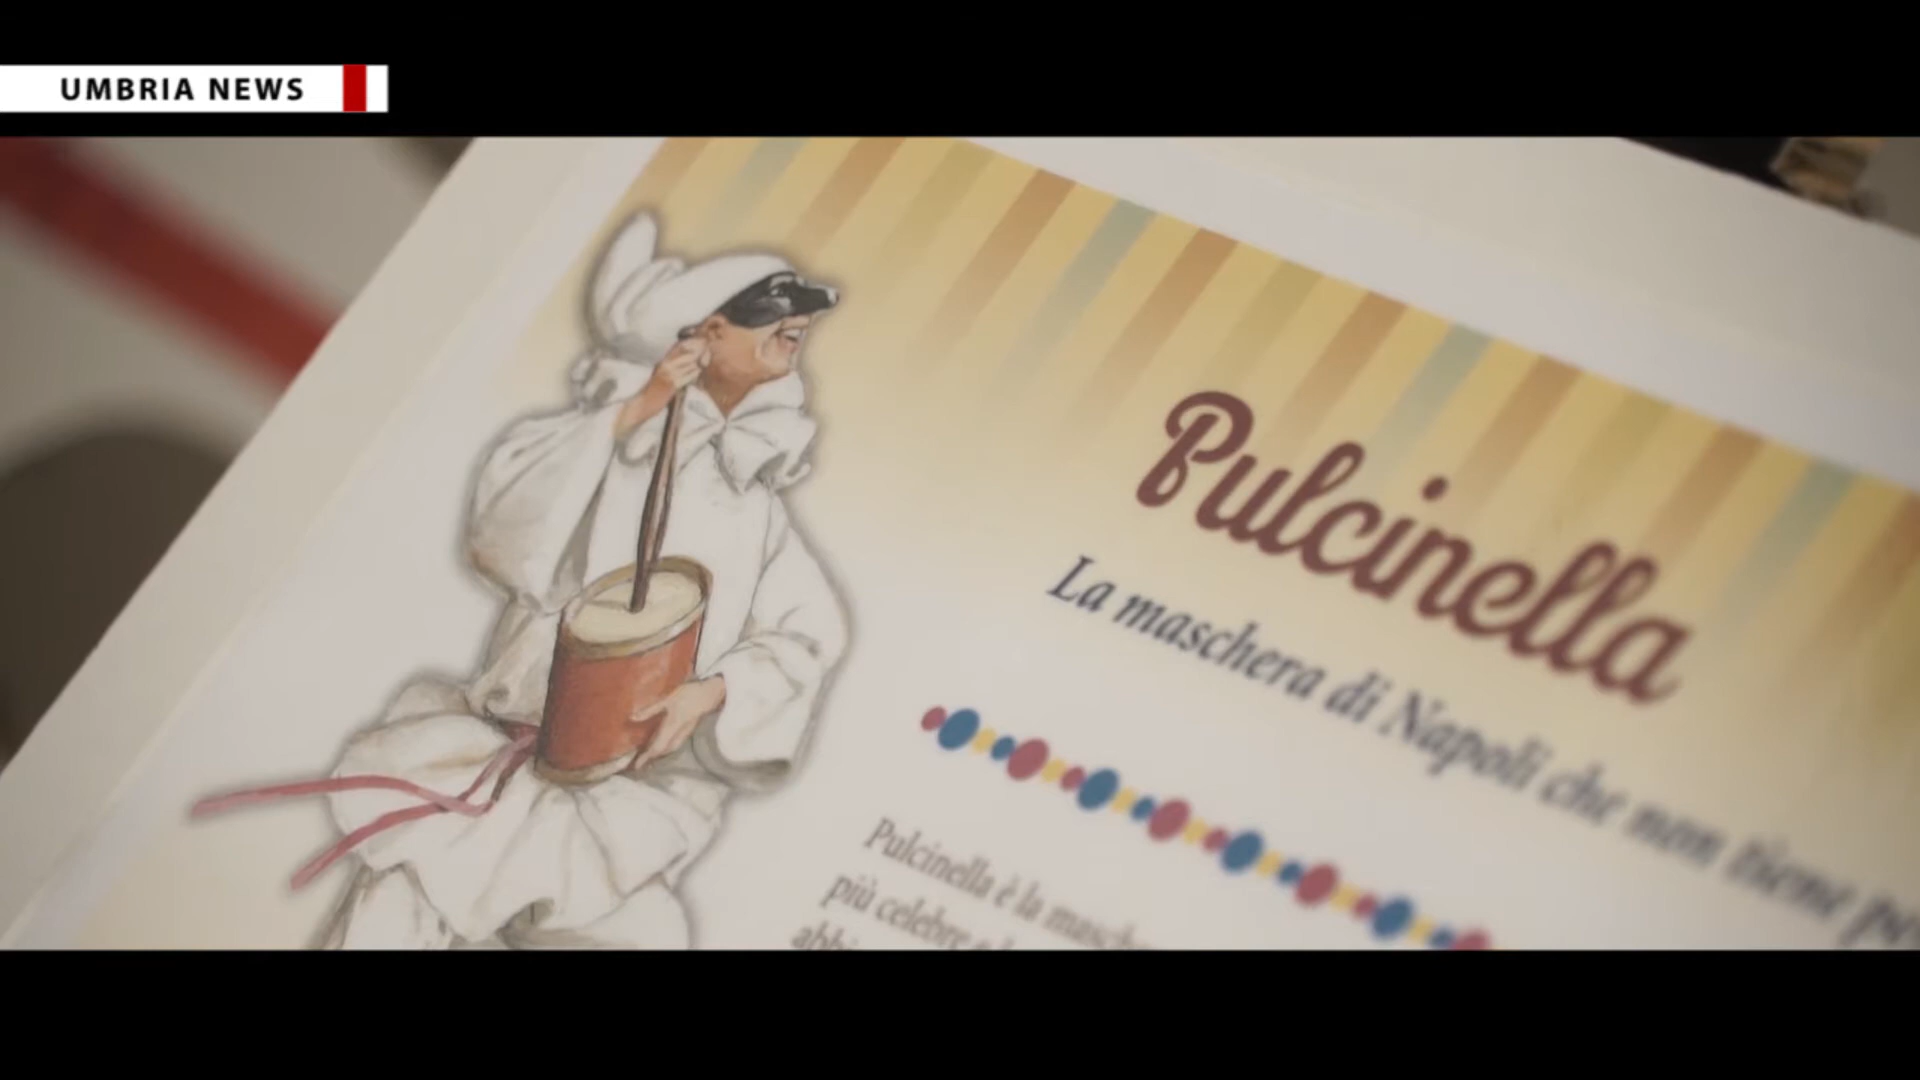 UMBRIA NEWS
Pulcinella
La maschera di Napoli che non tiene
Pulcinella è la
più celebre